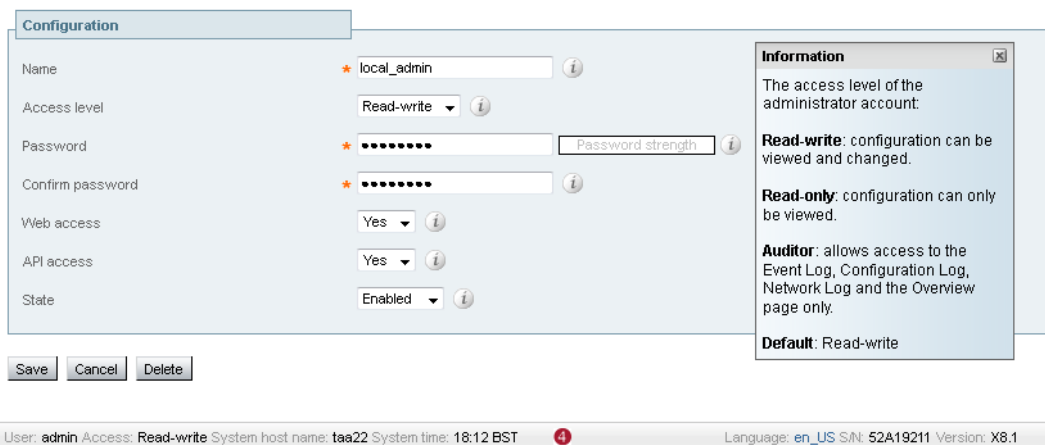 Configuration
Name * local_admin i
Access level Read-write i
Password * •••••••• Password strength i
Confirm password * •••••••• i
Web access Yes i
API access Yes i
State Enabled i
Information
The access level of the
administrator account:
Read-write: configuration can be
viewed and changed.
Read-only: configuration can only
be viewed.
Auditor: allows access to the
Event Log, Configuration Log,
Network Log and the Overview
page only.
Default: Read-write
Save Cancel Delete
User: admin Access: Read-write System host name: taa22 System time: 18:12 BST 4 Language: en_US S/N: 52A19211 Version: X8.1